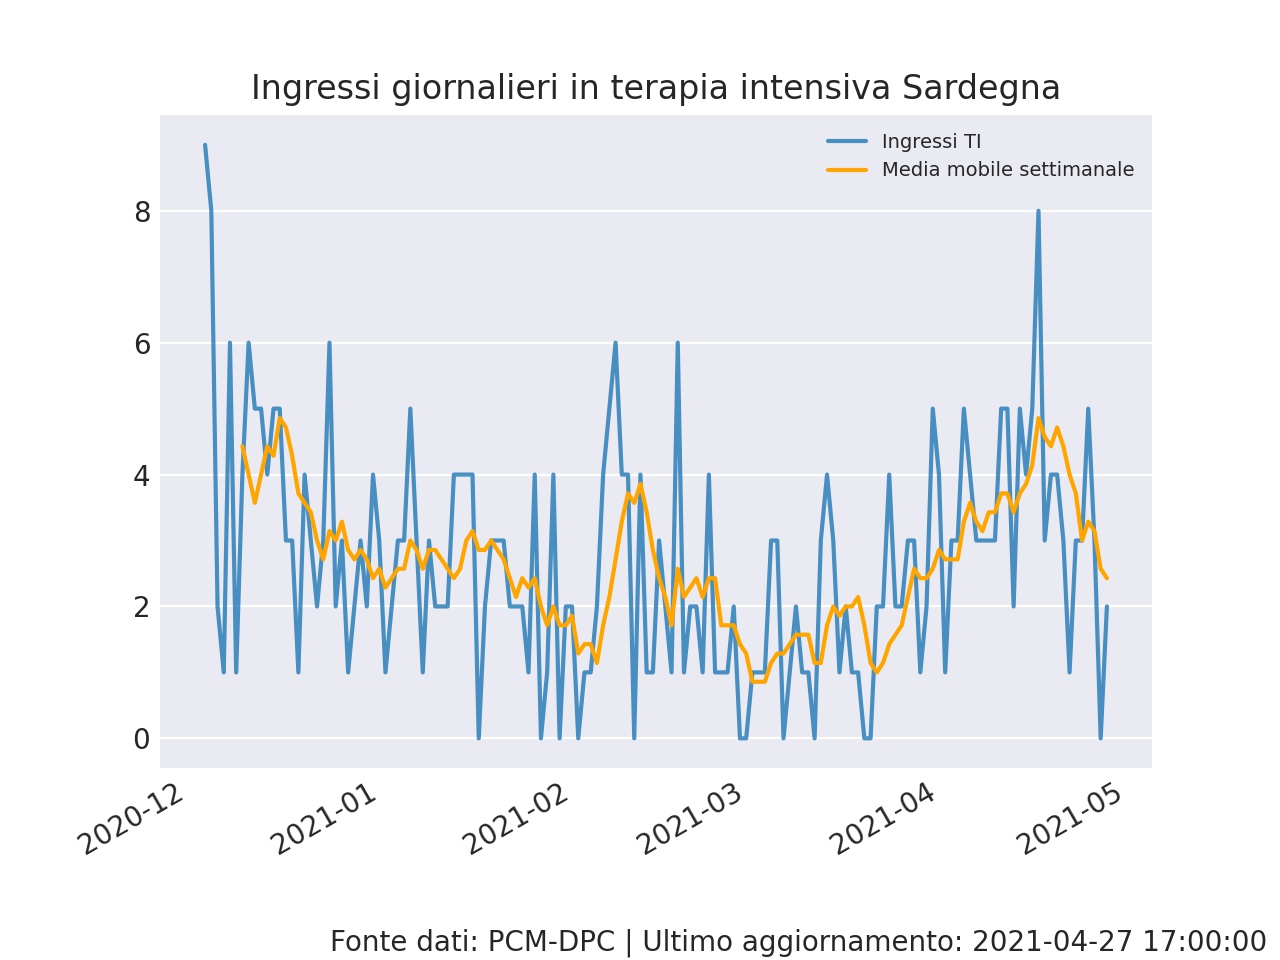 Ingressi giornalieri in terapia intensiva Sardegna
Ingressi TI
Media mobile settimanale
8
6
4
2
0
2020-12
2021-01
2021-02
2021-03
2021-04
2021-05
Fonte dati: PCM-DPC | Ultimo aggiornamento: 2021-04-27 17:00:00